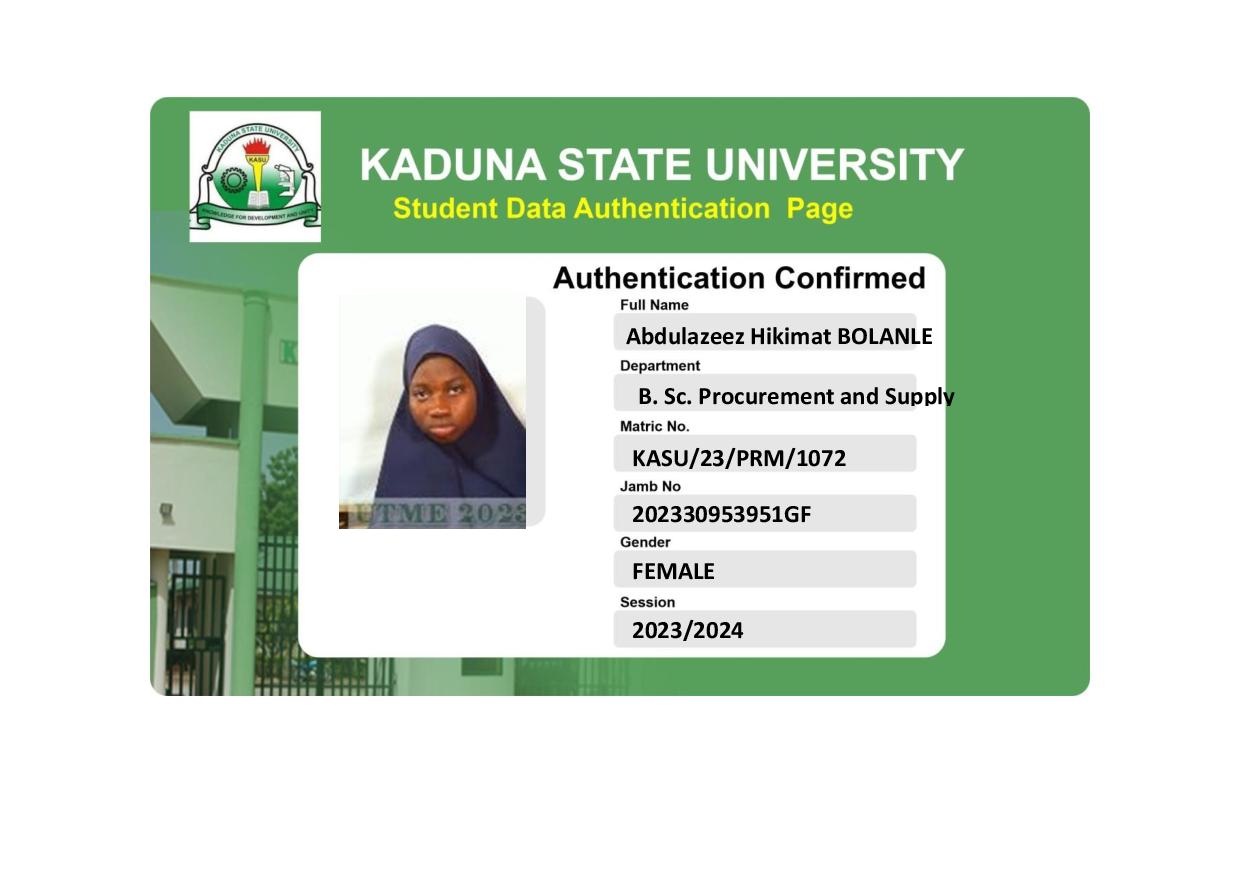 KADUNA STATE UNIVERSITY
KASU
KNOWLEDGE FOR DEVELOPMENT AND UNITY
KADUNA STATE UNIVERSITY
Student Data Authentication Page
Authentication Confirmed
Full Name
Abdulazeez Hikimat BOLANLE
Department
B. Sc. Procurement and Supply
Matric No.
KASU/23/PRM/1072
Jamb No
202330953951GF
Gender
FEMALE
Session
2023/2024
UTME 2023
K